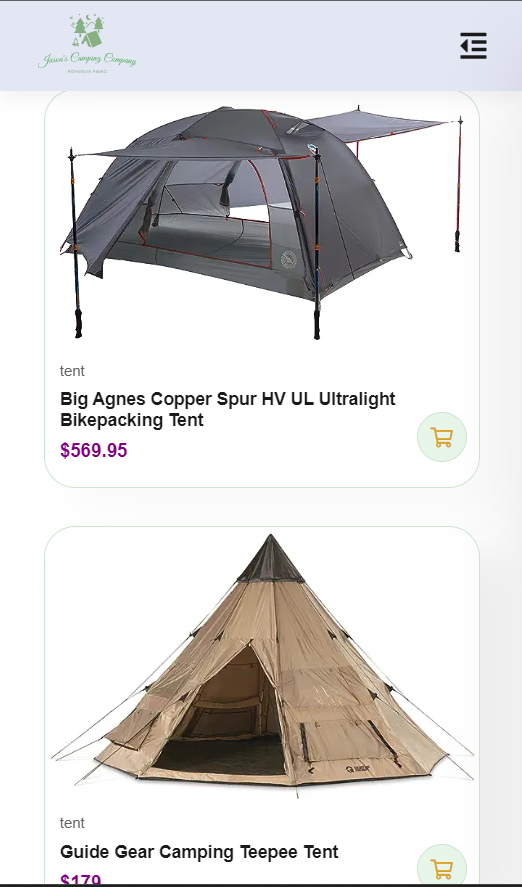 Jason's Camping Company
tent
Big Agnes Copper Spur HV UL Ultralight
Bikepacking Tent
$569.95
tent
Guide Gear Camping Teepee Tent
$179